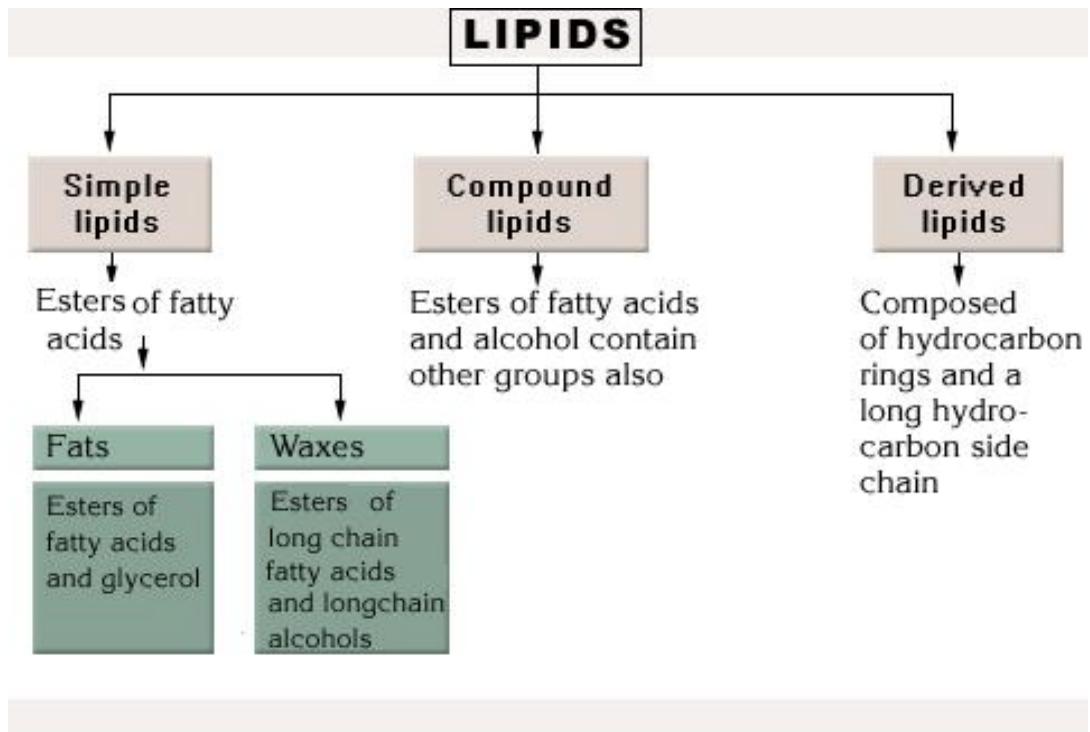 LIPIDS
Simple
lipids
Esters of fatty
acids
Fats
Esters of
fatty acids
and glycerol
Waxes
Esters of
long chain
fatty acids
and longchain
alcohols
Compound
lipids
Esters of fatty acids
and alcohol contain
other groups also
Derived
lipids
Composed
of hydrocarbon
rings and a
long hydro-
carbon side
chain